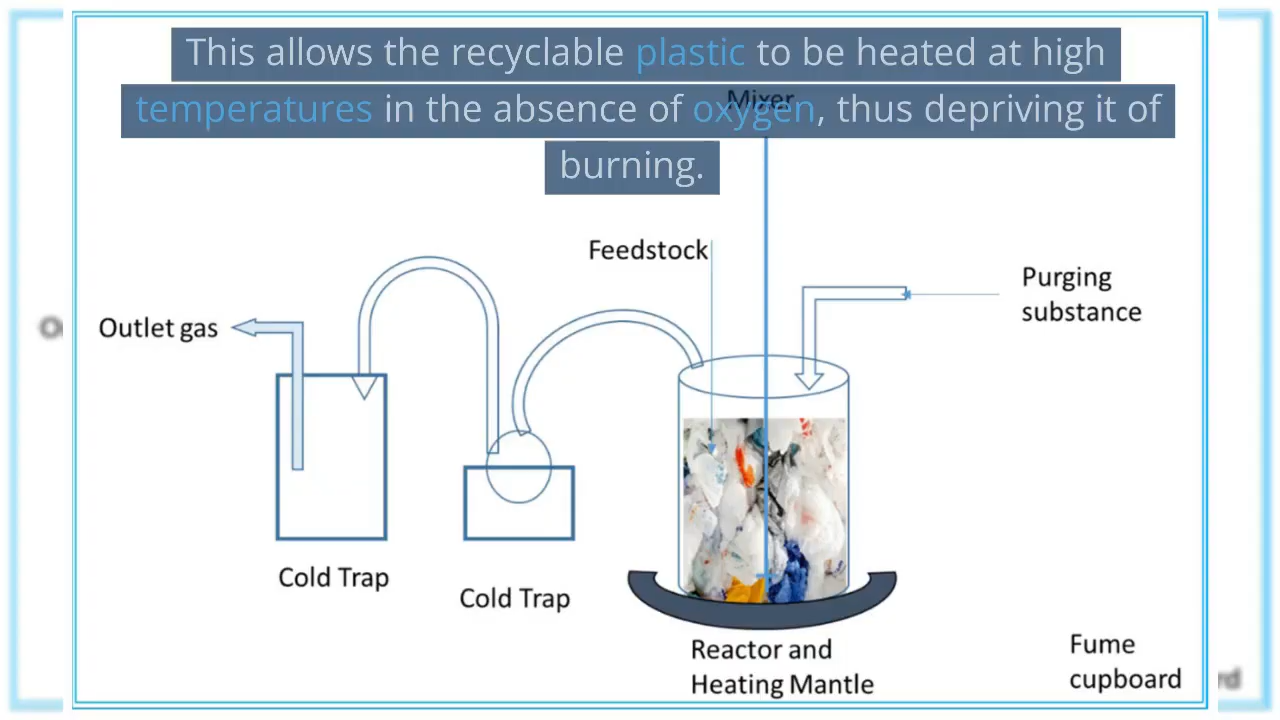 This allows the recyclable plastic to be heated at high
temperatures in the absence of oxygen, thus depriving it of
burning.
Mixer
Feedstock
Purging
substance
Outlet gas
Cold Trap
Cold Trap
Reactor and
Heating Mantle
Fume
cupboard